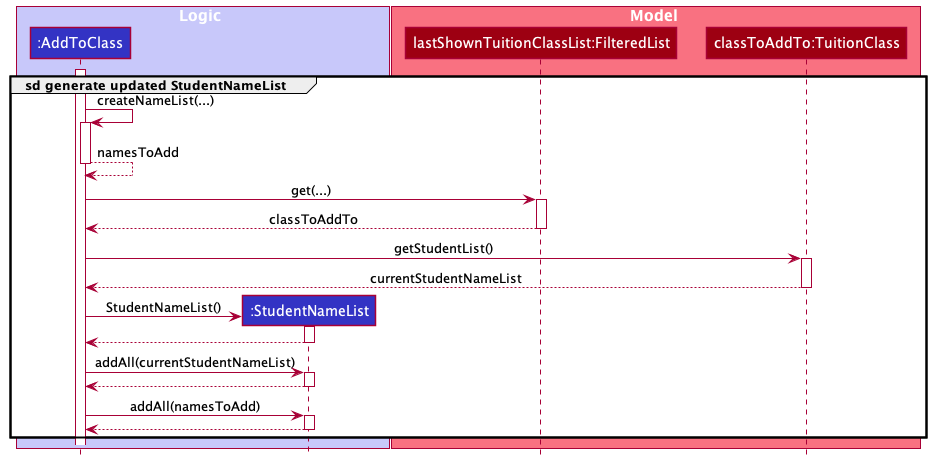 Logic
Model
:AddToClass
lastShownTuitionClassList:FilteredList
classToAddTo:TuitionClass
sd generate updated StudentNameList
createNameList(...)
namesToAdd
get(...)
classToAddTo
getStudentList()
currentStudentNameList
StudentNameList()
:StudentNameList
addAll(currentStudentNameList)
addAll(namesToAdd)